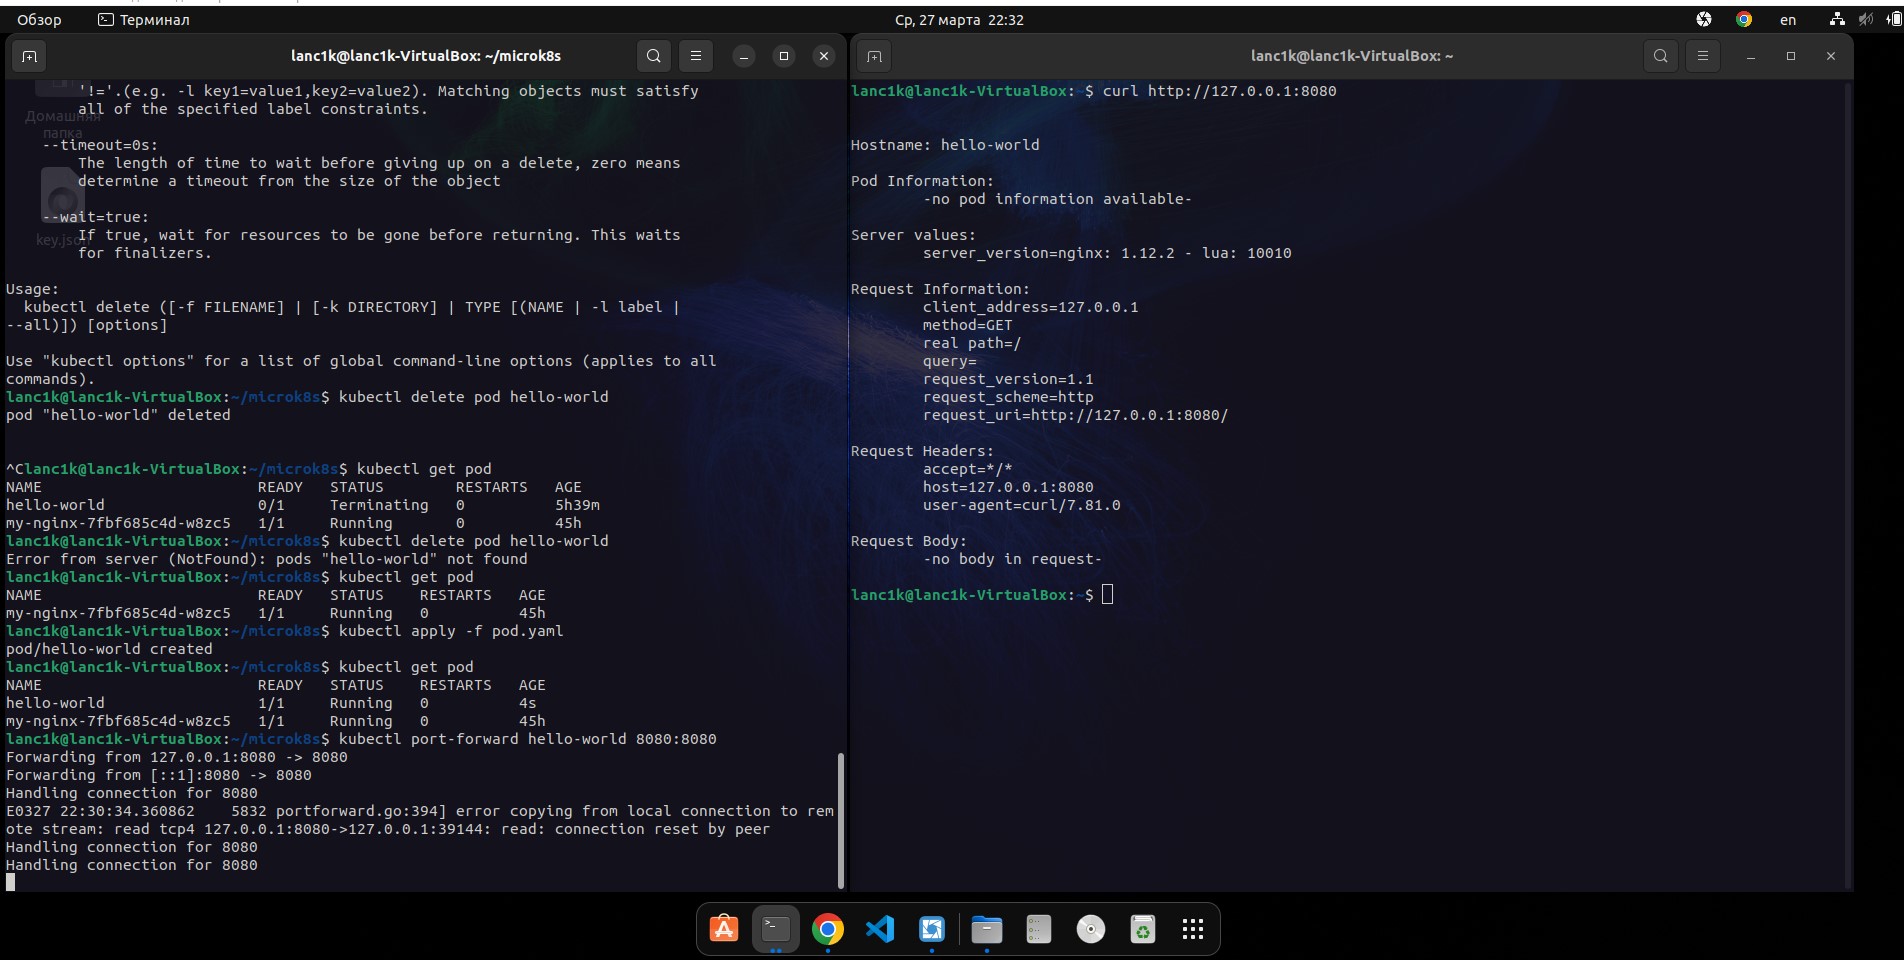 Обзор
Терминал
Ср, 27 марта 22:32
en
lanc1k@lanc1k-VirtualBox: ~/microk8s
Домашняя
папка
key.json
'!='.(e.g. -l key1=value1,key2=value2). Matching objects must satisfy
all of the specified label constraints.
--timeout=0s:
The length of time to wait before giving up on a delete, zero means
determine a timeout from the size of the object
--wait=true:
If true, wait for resources to be gone before returning. This waits
for finalizers.
Usage:
kubectl delete ([-f FILENAME] | [-k DIRECTORY] | TYPE [(NAME | -l label |
--all)]) [options]
Use "kubectl options" for a list of global command-line options (applies to all
commands).
lanc1k@lanc1k-VirtualBox:~/microk8s$ kubectl delete pod hello-world
pod "hello-world" deleted
^Clanc1k@lanc1k-VirtualBox:~/microk8s$ kubectl get pod
NAME READY STATUS RESTARTS AGE
hello-world 0/1 Terminating 0 5h39m
my-nginx-7fbf685c4d-w8zc5 1/1 Running 0 45h
lanc1k@lanc1k-VirtualBox:~/microk8s$ kubectl delete pod hello-world
Error from server (NotFound): pods "hello-world" not found
lanc1k@lanc1k-VirtualBox:~/microk8s$ kubectl get pod
NAME READY STATUS RESTARTS AGE
my-nginx-7fbf685c4d-w8zc5 1/1 Running 0 45h
lanc1k@lanc1k-VirtualBox:~/microk8s$ kubectl apply -f pod.yaml
pod/hello-world created
lanc1k@lanc1k-VirtualBox:~/microk8s$ kubectl get pod
NAME READY STATUS RESTARTS AGE
hello-world 1/1 Running 0 4s
my-nginx-7fbf685c4d-w8zc5 1/1 Running 0 45h
lanc1k@lanc1k-VirtualBox:~/microk8s$ kubectl port-forward hello-world 8080:8080
Forwarding from 127.0.0.1:8080 -> 8080
Forwarding from [::1]:8080 -> 8080
Handling connection for 8080
E0327 22:30:34.360862 5832 portforward.go:394] error copying from local connection to rem
ote stream: read tcp4 127.0.0.1:8080->127.0.0.1:39144: read: connection reset by peer
Handling connection for 8080
Handling connection for 8080
lanc1k@lanc1k-VirtualBox: ~
lanc1k@lanc1k-VirtualBox:~$ curl http://127.0.0.1:8080
Hostname: hello-world
Pod Information:
-no pod information available-
Server values:
server_version=nginx: 1.12.2 - lua: 10010
Request Information:
client_address=127.0.0.1
method=GET
real path=/
query=
request_version=1.1
request_scheme=http
request_uri=http://127.0.0.1:8080/
Request Headers:
accept=*/*
host=127.0.0.1:8080
user-agent=curl/7.81.0
Request Body:
-no body in request-
lanc1k@lanc1k-VirtualBox:~$